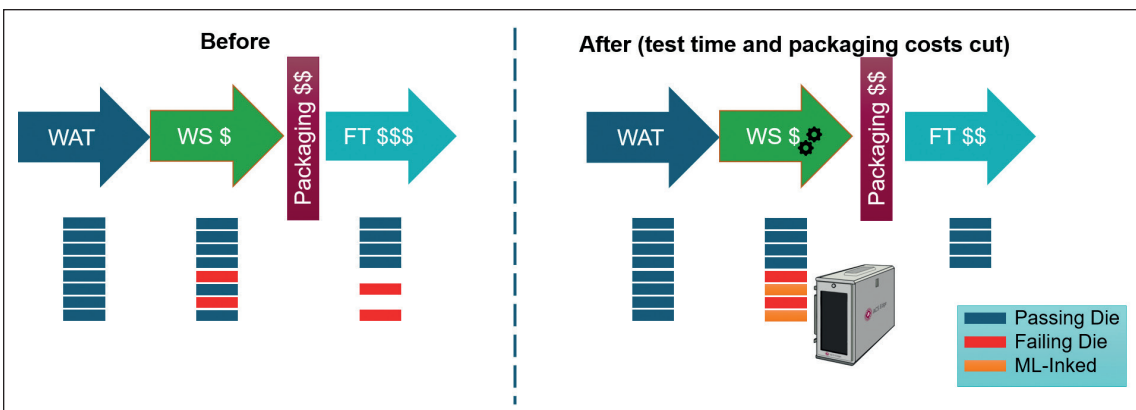 Before
After (test time and packaging costs cut)
WAT
WS $
Packaging $$
FT $$$
WAT
WS $
Packaging $$
FT $$
Passing Die
Failing Die
ML-Inked